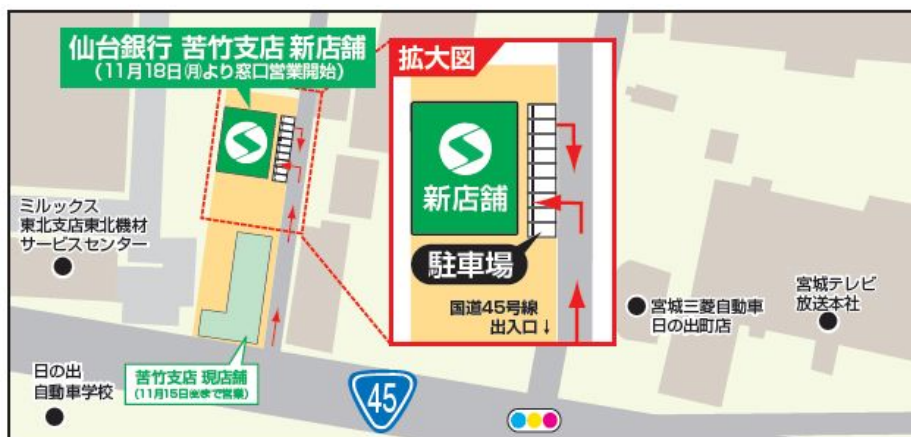 仙台銀行 苦竹支店 新店舗
(11月18日(月)より窓口営業開始)
拡大図
新店舗
駐車場
国道45号線
出入口↓
ミルックス
東北支店東北機材
サービスセンター
宮城三菱自動車
日の出町店
宮城テレビ
放送本社
日の出
自動車学校
苦竹支店 現店舗
(11月15日(金)まで営業)
45